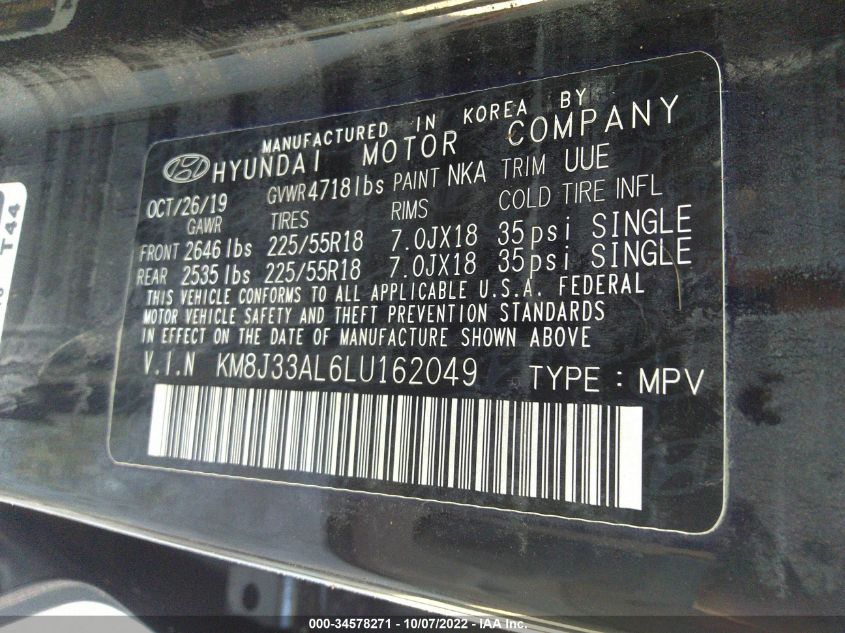 MANUFACTURED IN KOREA BY
HYUNDAI MOTOR COMPANY
OCT/26/19 GVWR4718lbs PAINT NKA TRIM UUE
GAWR TIRES RIMS COLD TIRE INFL
FRONT 2646lbs 225/55R18 7.0JX18 35psi SINGLE
REAR 2535lbs 225/55R18 7.0JX18 35psi SINGLE
THIS VEHICLE CONFORMS TO ALL APPLICABLE U.S.A. FEDERAL
MOTOR VEHICLE SAFETY AND THEFT PREVENTION STANDARDS
IN EFFECT ON THE DATE OF MANUFACTURE SHOWN ABOVE
V.I.N KM8J33AL6LU162049 TYPE : MPV
T44
000-34578271 - 10/07/2022 - IAA Inc.